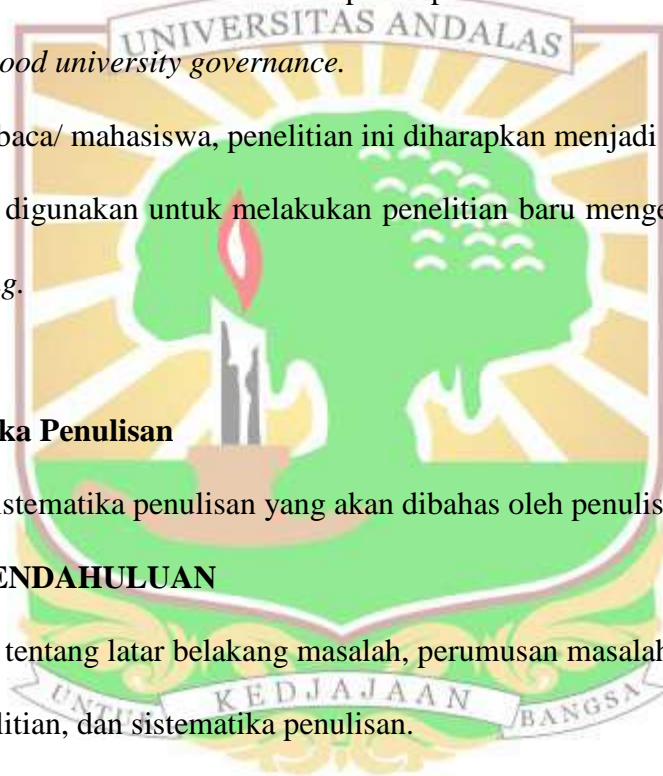 UNIVERSITAS ANDALAS
ood university governance.
baca/ mahasiswa, penelitian ini diharapkan menjadi
digunakan untuk melakukan penelitian baru menge
g.
ka Penulisan
istematika penulisan yang akan dibahas oleh penulis
ENDAHULUAN
tentang latar belakang masalah, perumusan masalah
UNTUK KEDJAJAAN BANGSA
litian, dan sistematika penulisan.